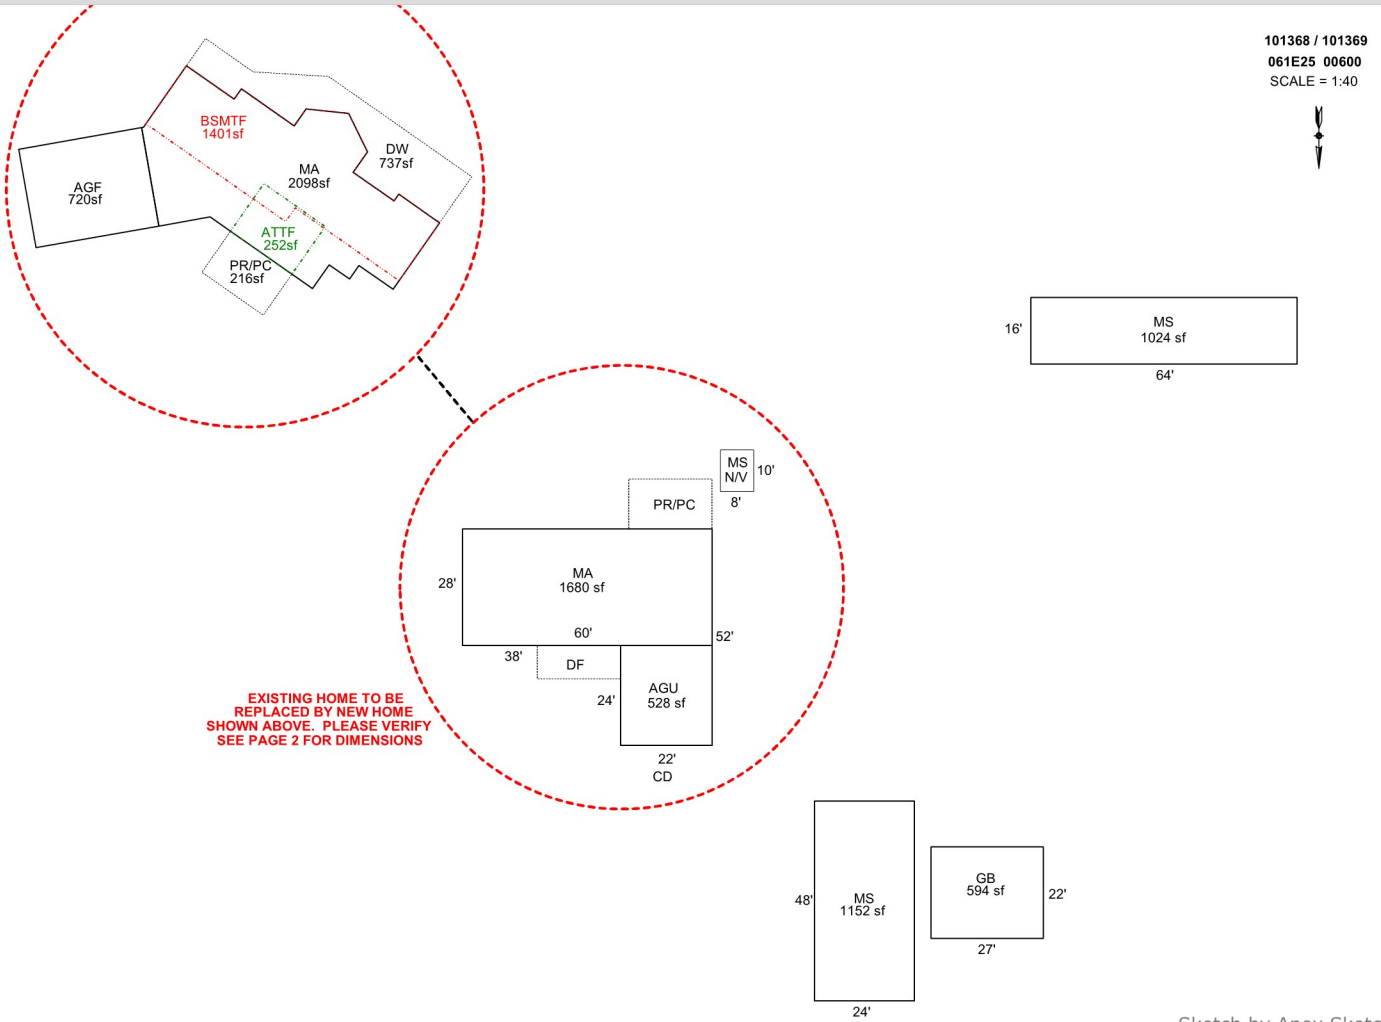 101368 / 101369
061E25 00600
SCALE = 1:40
BSMTF
1401sf
MA
2098sf
DW
737sf
AGF
720sf
ATTF
252sf
PR/PC
216sf
16'
MS
1024 sf
64'
MS
N/V
10'
8'
PR/PC
28'
MA
1680 sf
60'
52'
38'
DF
24'
AGU
528 sf
22'
CD
EXISTING HOME TO BE
REPLACED BY NEW HOME
SHOWN ABOVE. PLEASE VERIFY
SEE PAGE 2 FOR DIMENSIONS
48'
MS
1152 sf
24'
GB
594 sf
22'
27'